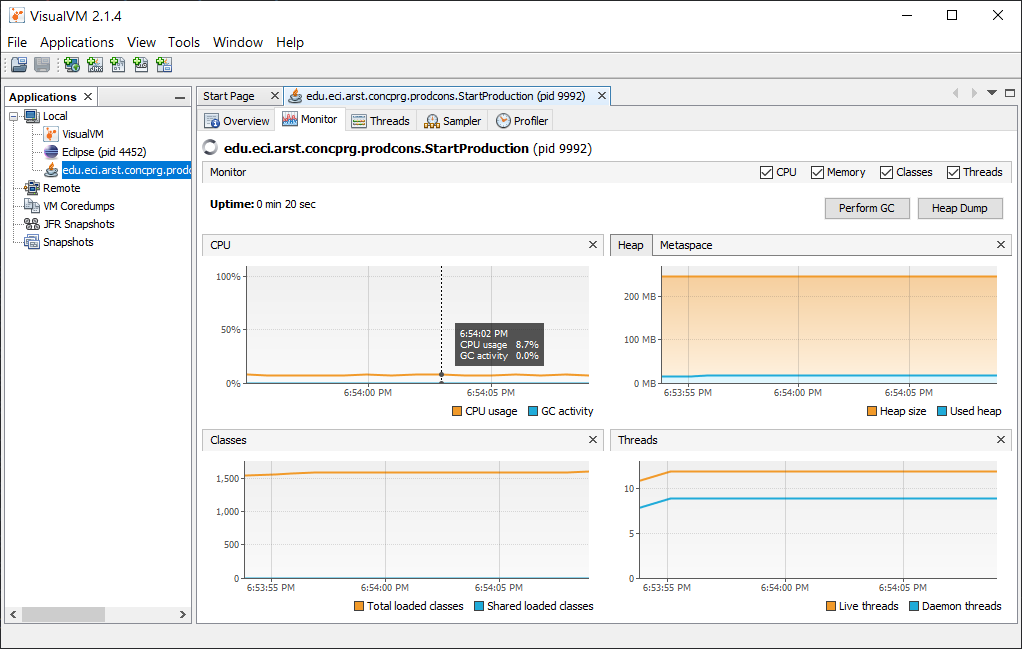 VisualVM 2.1.4
File Applications View Tools Window Help
Applications
Local
VisualVM
Eclipse (pid 4452)
edu.eci.arst.concprg.prodc
Remote
VM Coredumps
JFR Snapshots
Snapshots
Start Page edu.eci.arst.concprg.prodcons.StartProduction (pid 9992)
Overview Monitor Threads Sampler Profiler
edu.eci.arst.concprg.prodcons.StartProduction (pid 9992)
Monitor CPU Memory Classes Threads
Uptime: 0 min 20 sec
Perform GC Heap Dump
CPU
100%
50%
0%
6:54:02 PM
CPU usage 8.7%
GC activity 0.0%
6:54:00 PM 6:54:05 PM
CPU usage GC activity
Heap Metaspace
200 MB
100 MB
0 MB
6:53:55 PM 6:54:00 PM 6:54:05 PM
Heap size Used heap
Classes
1,500
1,000
500
0
6:53:55 PM 6:54:00 PM 6:54:05 PM
Total loaded classes Shared loaded classes
Threads
10
5
0
6:53:55 PM 6:54:00 PM 6:54:05 PM
Live threads Daemon threads